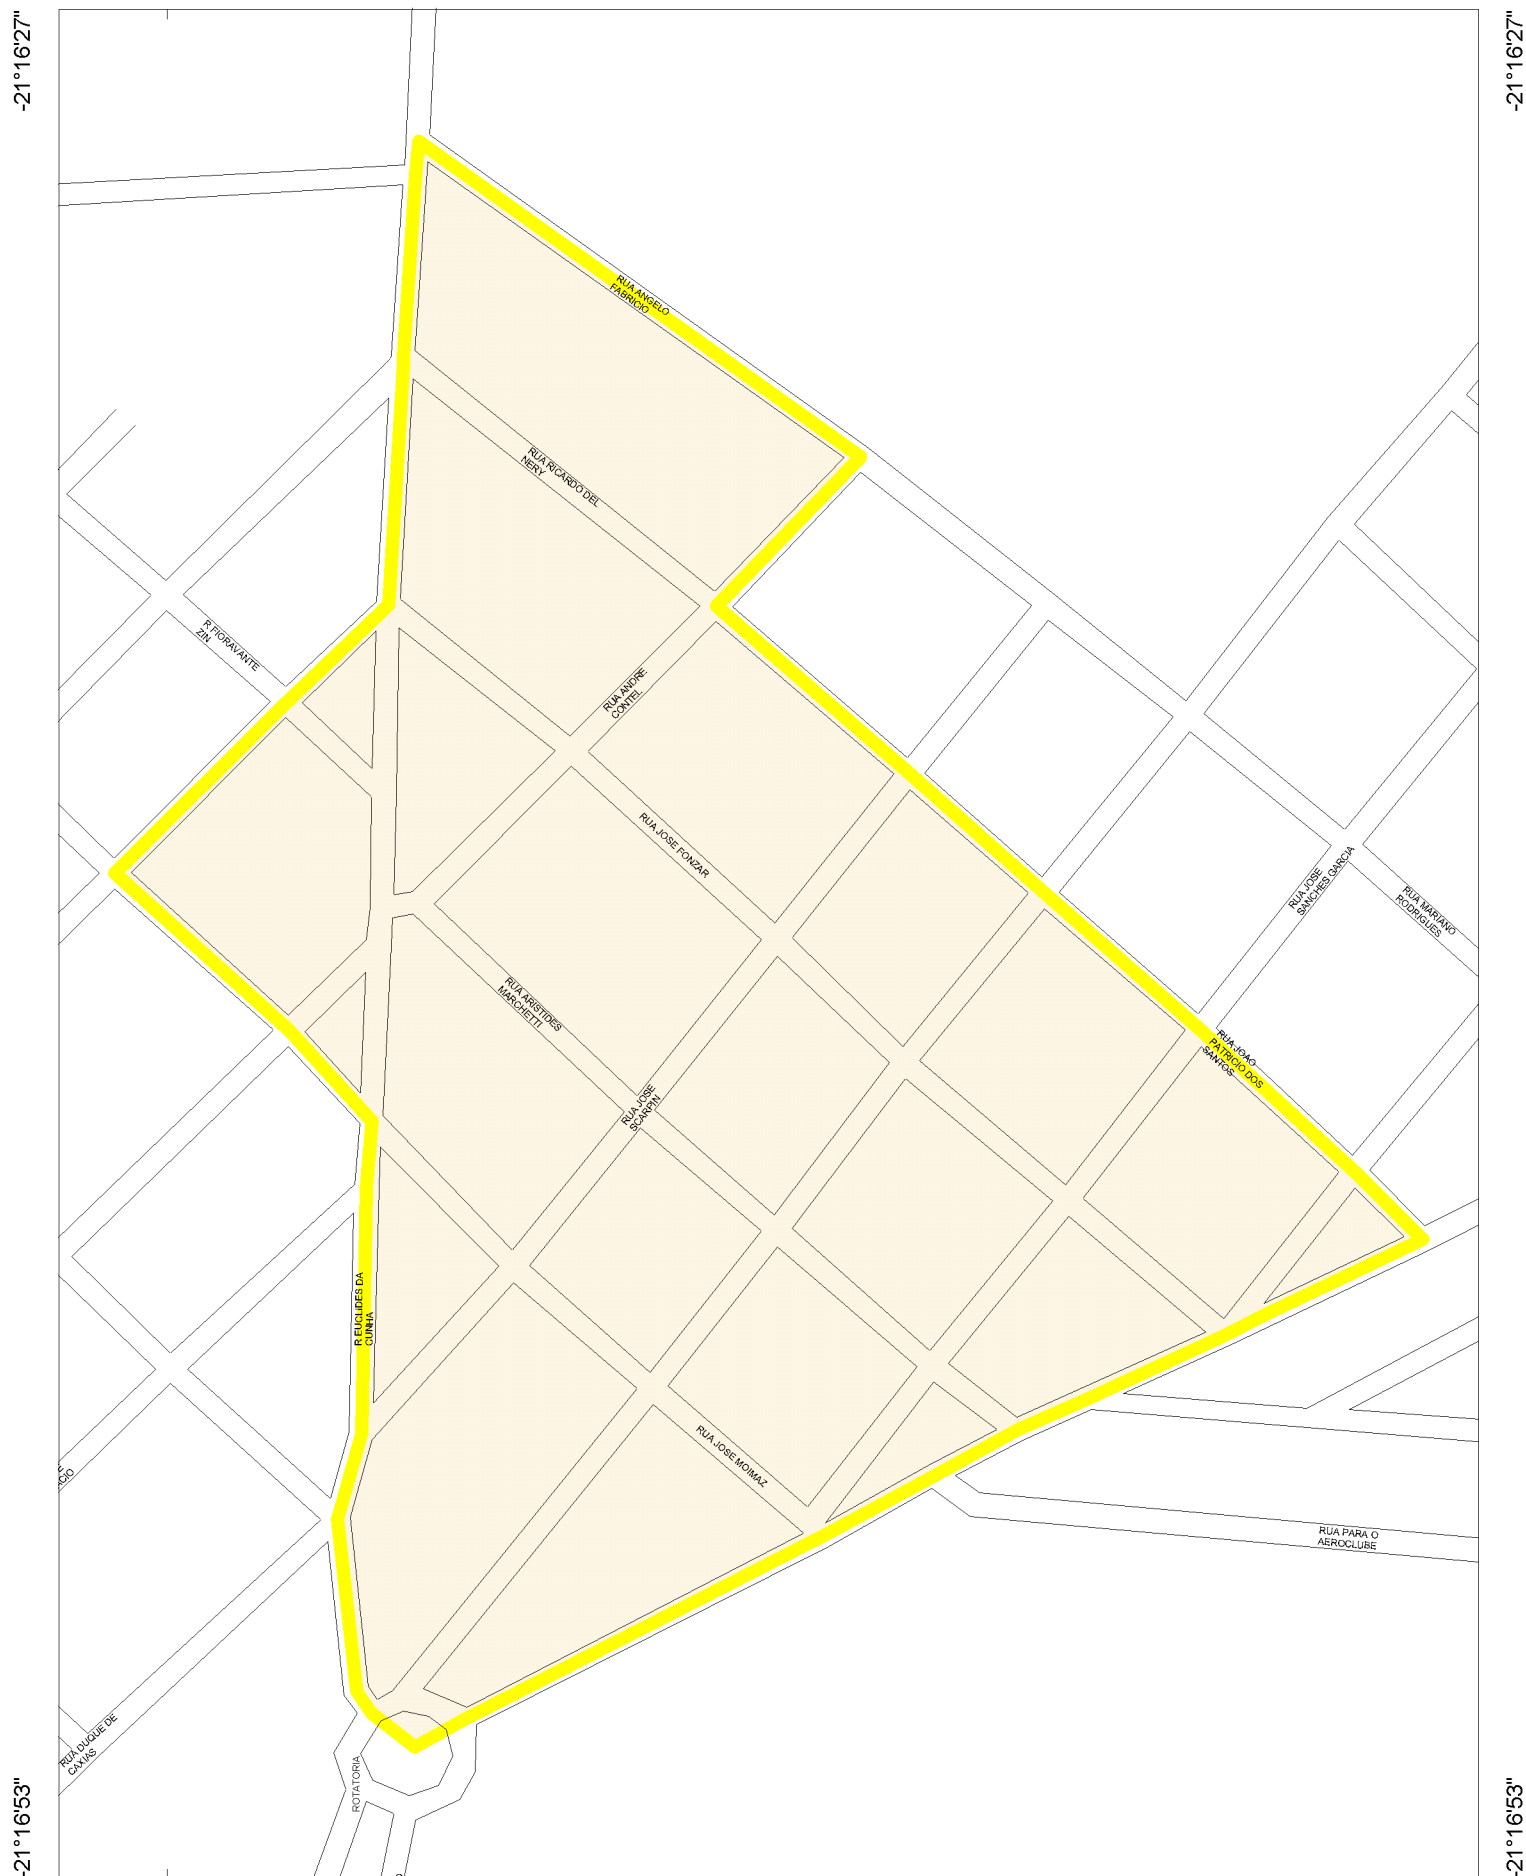 -21°16'27"
-21°16'27"
RUA ANGELO
FABRICIO
RUA RICARDO DEL
NERY
R FIORAVANTE
ZIN
RUA ANDRE
CONTEL
RUA JOSE FONZAR
RUA JOSE
SANCHES GARCIA
RUA MARIANO
RODRIGUES
RUA ARISTIDES
MARCHETTI
RUA JOAO
PATRICIO DOS
SANTOS
RUA JOSE
SCARPIN
R EUCLIDES DA
CUNHA
RUA JOSE MOIMAZ
RUA PARA O
AEROCLUBE
RUA DUQUE DE
CAXIAS
ROTATORIA
-21°16'53"
-21°16'53"